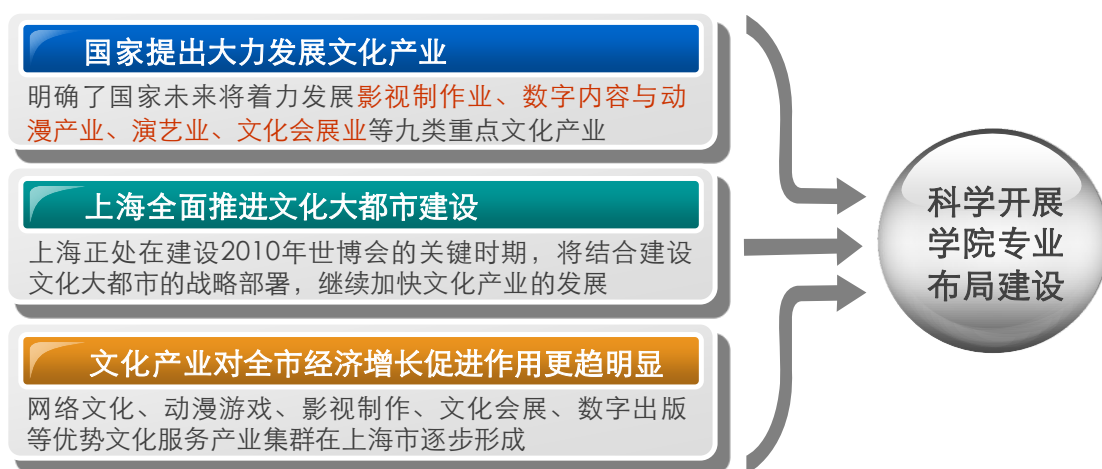 国家提出大力发展文化产业
明确了国家未来将着力发展影视制作业、数字内容与动
漫产业、演艺业、文化会展业等九类重点文化产业
上海全面推进文化大都市建设
上海正处在建设2010年世博会的关键时期，将结合建设
文化大都市的战略部署，继续加快文化产业的发展
文化产业对全市经济增长促进作用更趋明显
网络文化、动漫游戏、影视制作、文化会展、数字出版
等优势文化服务产业集群在上海市逐步形成
科学开展
学院专业
布局建设